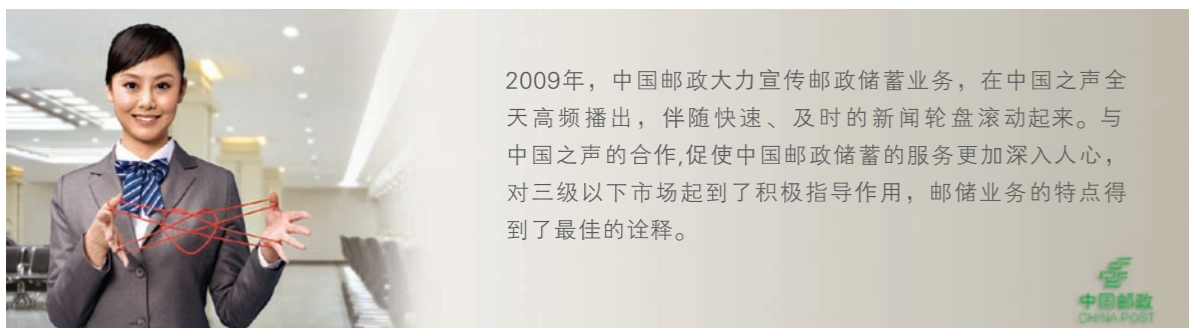 2009年，中国邮政大力宣传邮政储蓄业务，在中国之声全
天高频播出，伴随快速、及时的新闻轮盘滚动起来。与
中国之声的合作,促使中国邮政储蓄的服务更加深入人心，
对三级以下市场起到了积极指导作用，邮储业务的特点得
到了最佳的诠释。
中国邮政
CHINA POST